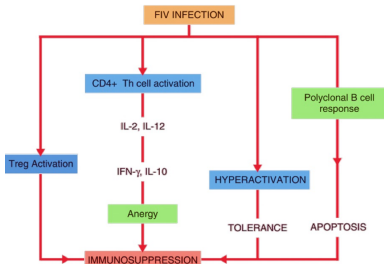 FIV INFECTION
CD4+ Th cell activation
Polyclonal B cell
response
IL-2, IL-12
Treg Activation
IFN-γ, IL-10
HYPERACTIVATION
Anergy
TOLERANCE
APOPTOSIS
IMMUNOSUPPRESSION